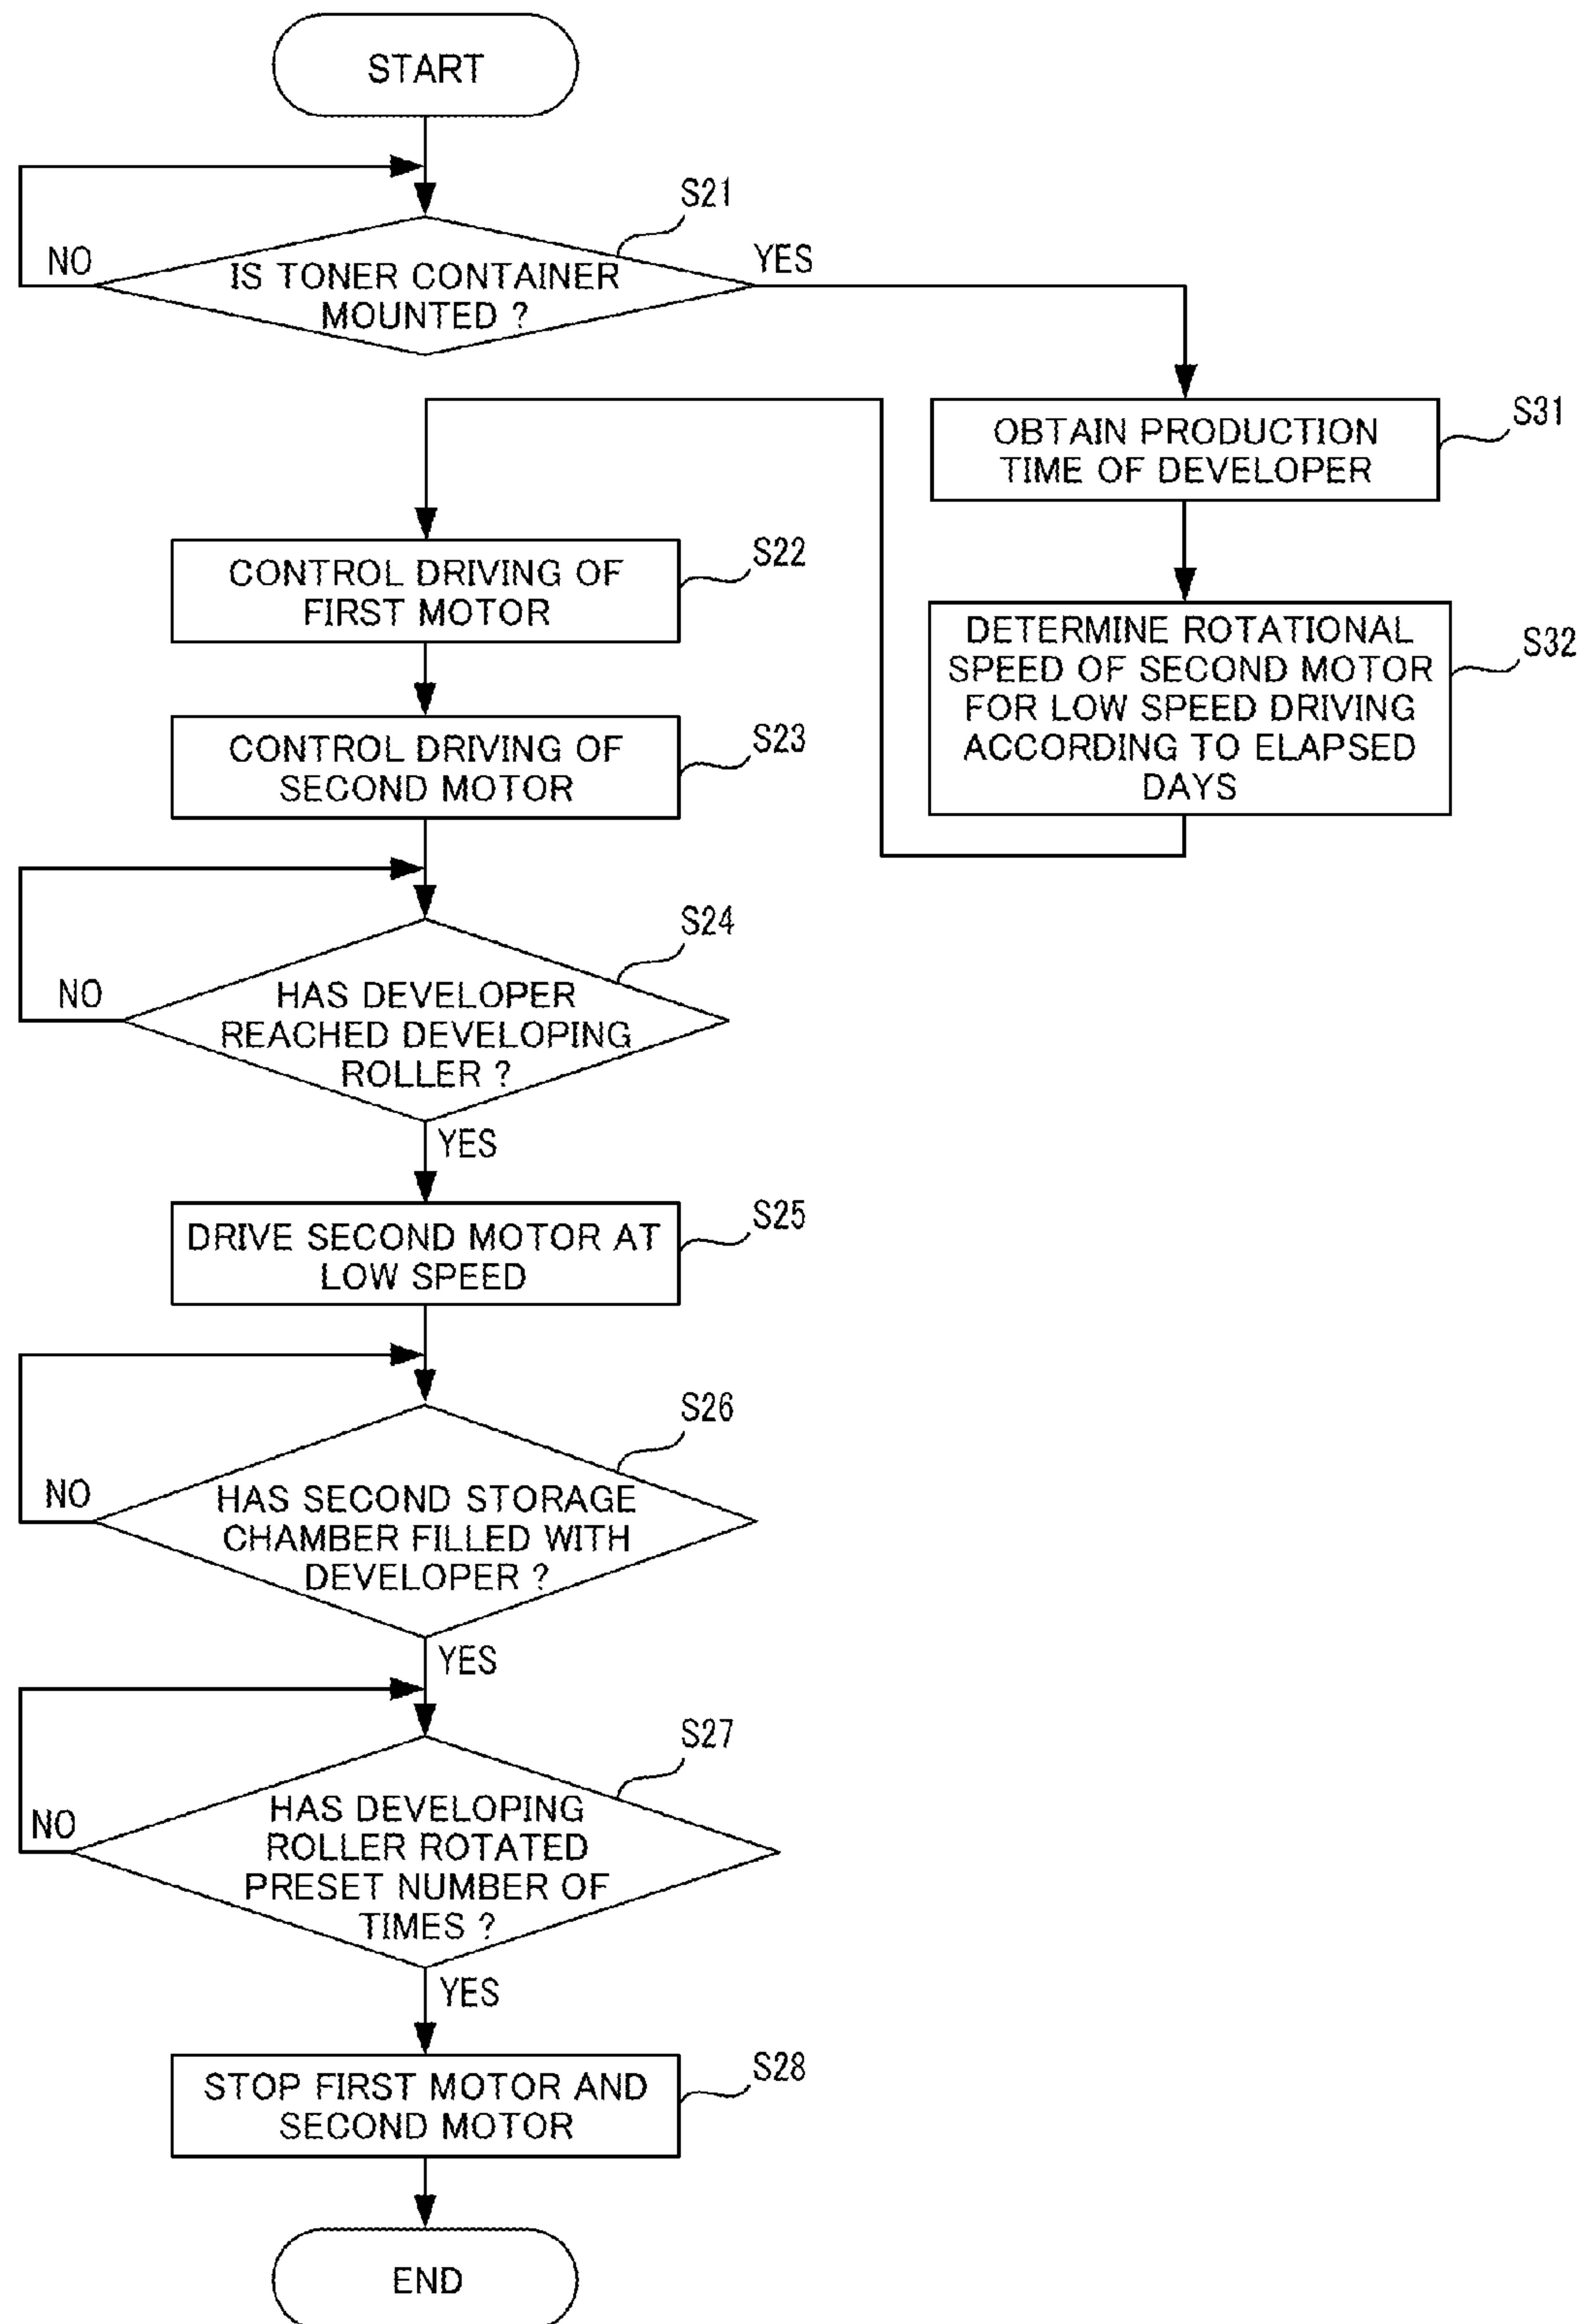 START
S21
NO
YES
IS TONER CONTAINER
MOUNTED ?
S31
OBTAIN PRODUCTION
TIME OF DEVELOPER
S32
DETERMINE ROTATIONAL
SPEED OF SECOND MOTOR
FOR LOW SPEED DRIVING
ACCORDING TO ELAPSED
DAYS
S22
CONTROL DRIVING OF
FIRST MOTOR
S23
CONTROL DRIVING OF
SECOND MOTOR
S24
NO
HAS DEVELOPER
REACHED DEVELOPING
ROLLER ?
YES
S25
DRIVE SECOND MOTOR AT
LOW SPEED
S26
NO
HAS SECOND STORAGE
CHAMBER FILLED WITH
DEVELOPER ?
YES
S27
NO
HAS DEVELOPING
ROLLER ROTATED
PRESET NUMBER OF
TIMES ?
YES
S28
STOP FIRST MOTOR AND
SECOND MOTOR
END